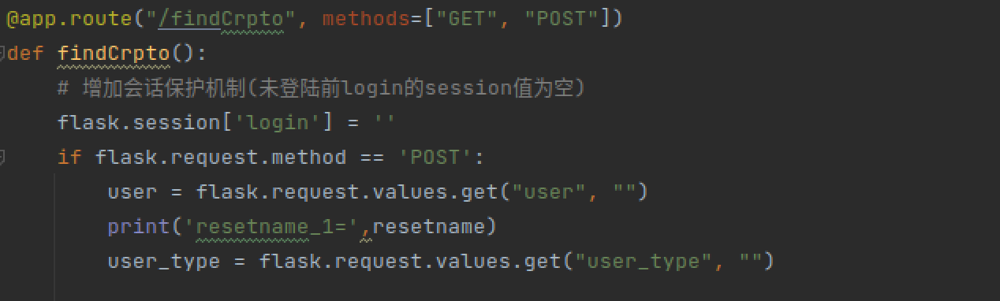 @app.route("/findCrpto", methods=["GET", "POST"])
def findCrpto():
    # 增加会话保护机制(未登陆前login的session值为空)
    flask.session['login'] = ''
    if flask.request.method == 'POST':
        user = flask.request.values.get("user", "")
        print('resetname_1=',resetname)
        user_type = flask.request.values.get("user_type", "")